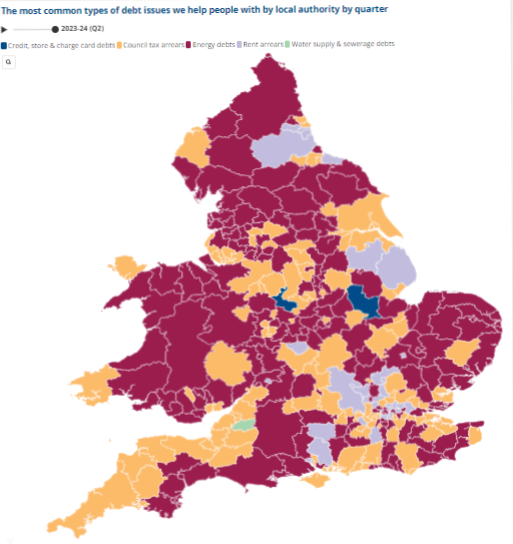 The most common types of debt issues we help people with by local authority by quarter
2023-24 (Q2)
Credit, store & charge card debts Council tax arrears Energy debts Rent arrears Water supply & sewerage debts